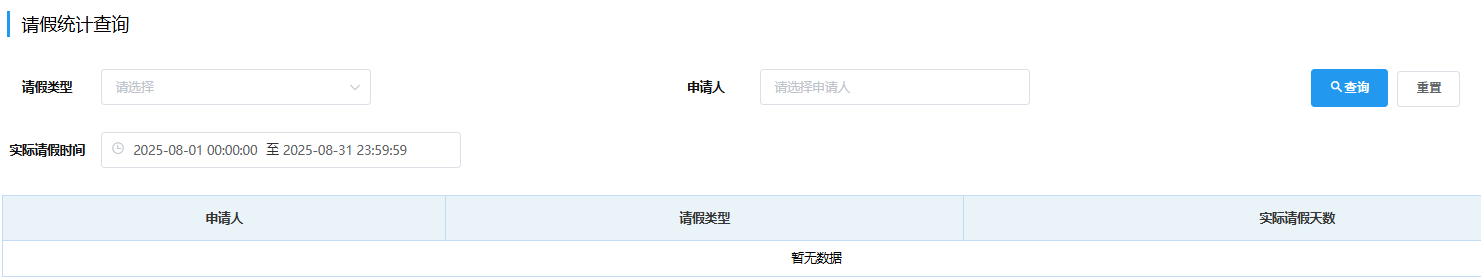 请假统计查询
请假类型 请选择 申请人 请选择申请人 查询 重置
实际请假时间 2025-08-01 00:00:00 至 2025-08-31 23:59:59
申请人 请假类型 实际请假天数
暂无数据